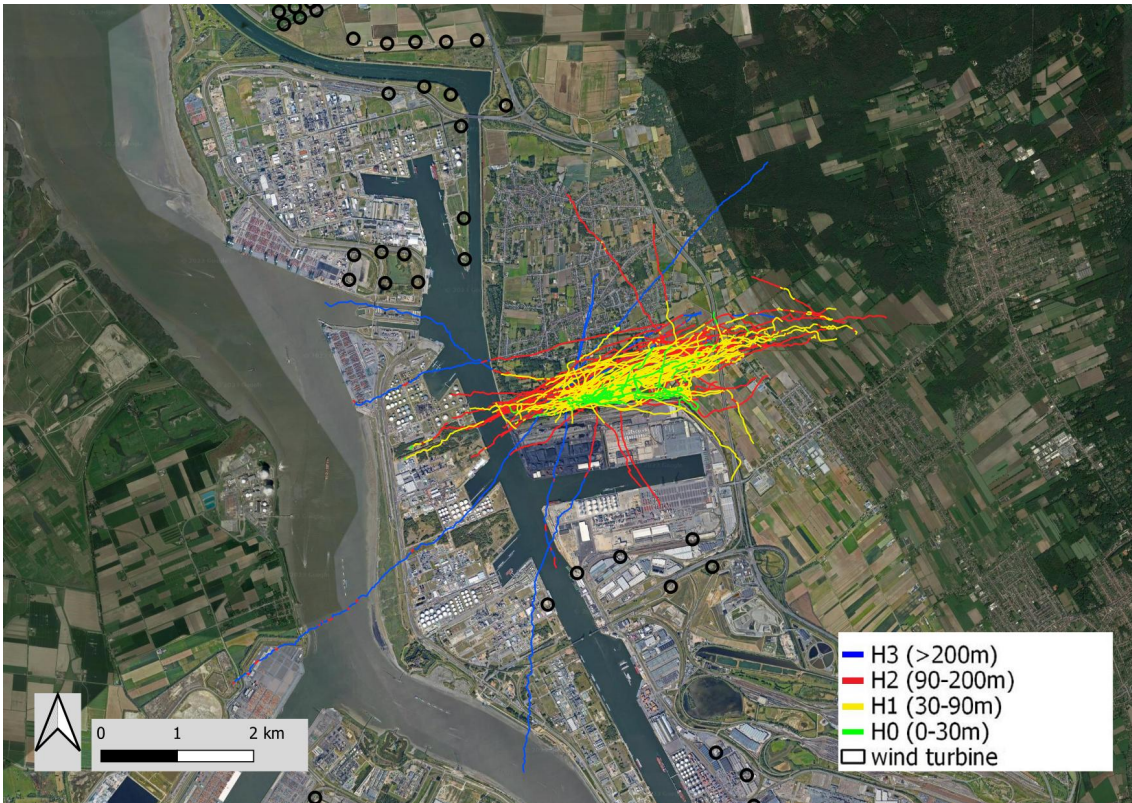 H3 (>200m)
H2 (90-200m)
H1 (30-90m)
H0 (0-30m)
wind turbine
0 1 2 km